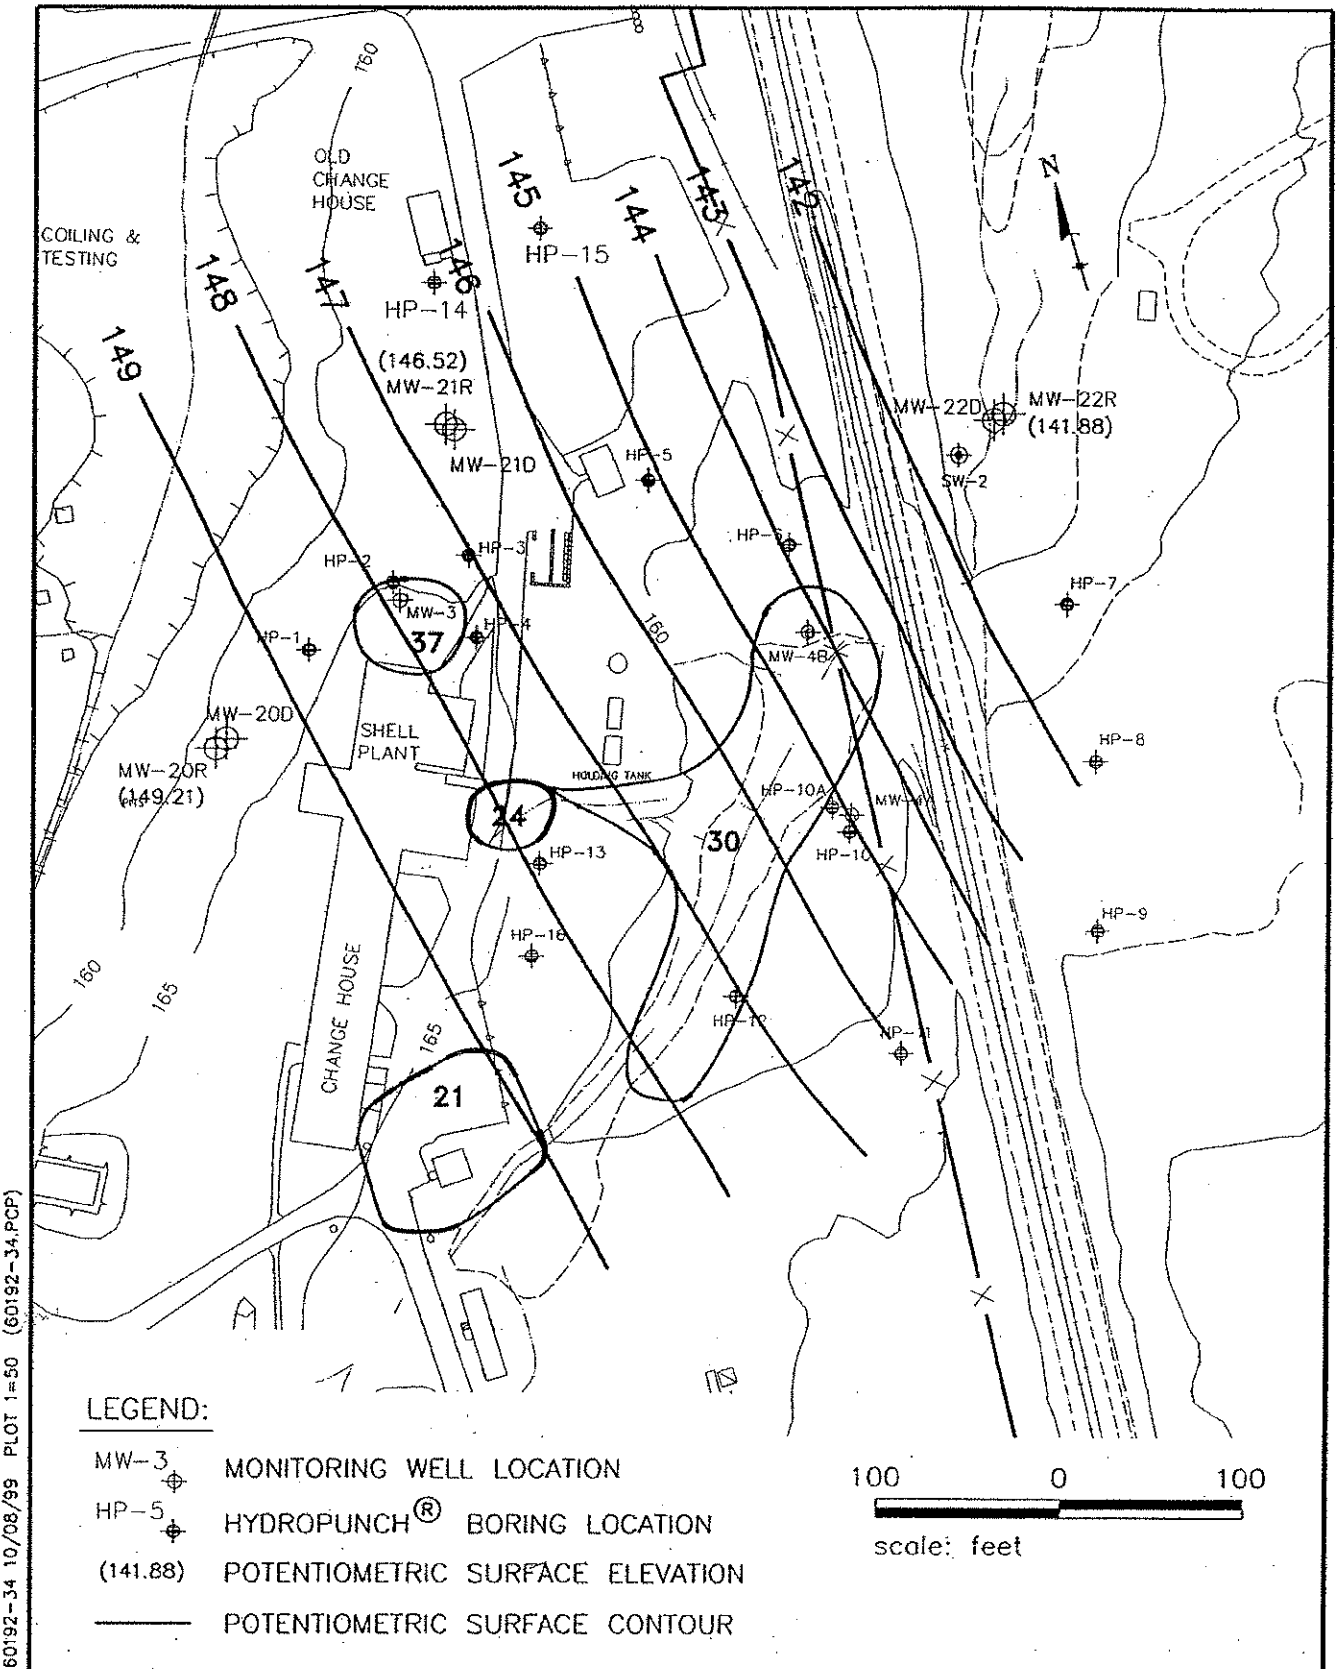 160
OLD
CHANGE
HOUSE
COILING &
TESTING
145
144
143
142
N
HP-15
148
147
146
HP-14
149
(146.52)
MW-21R
MW-21D
MW-22D
MW-22R
(141.88)
SW-2
HP-5
HP-6
HP-2
HP-3
HP-7
MW-3
HP-4
37
HP-1
160
MW-4B
MW-20D
SHELL
PLANT
MW-20R
(149.21)
HOLDING TANK
HP-8
HP-10A
24
30
HP-10
HP-13
HP-9
HP-16
160
165
CHANGE HOUSE
165
HP-12
HP-11
21
LEGEND:
MW-3 MONITORING WELL LOCATION
HP-5 HYDROPUNCH® BORING LOCATION
(141.88) POTENTIOMETRIC SURFACE ELEVATION
POTENTIOMETRIC SURFACE CONTOUR
100 0 100
scale: feet
60192-34 10/08/99 PLOT 1=50 (60192-34.PCP)